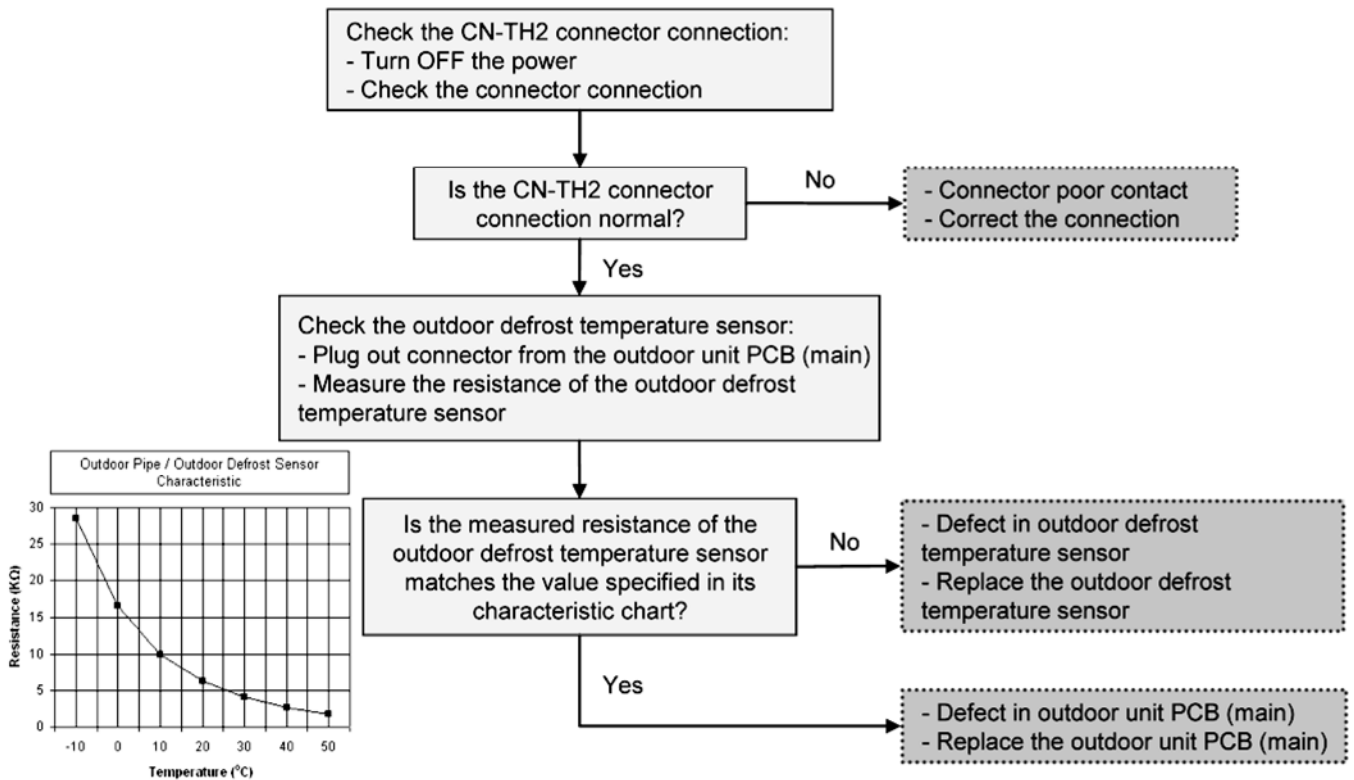 Check the CN-TH2 connector connection:
- Turn OFF the power
- Check the connector connection
Is the CN-TH2 connector
connection normal?
No
- Connector poor contact
- Correct the connection
Yes
Check the outdoor defrost temperature sensor:
- Plug out connector from the outdoor unit PCB (main)
- Measure the resistance of the outdoor defrost
temperature sensor
Outdoor Pipe / Outdoor Defrost Sensor
Characteristic
Resistance (KΩ)
30
25
20
15
10
5
0
-10 0 10 20 30 40 50
Temperature (°C)
Is the measured resistance of the
outdoor defrost temperature sensor
matches the value specified in its
characteristic chart?
No
- Defect in outdoor defrost
temperature sensor
- Replace the outdoor defrost
temperature sensor
Yes
- Defect in outdoor unit PCB (main)
- Replace the outdoor unit PCB (main)